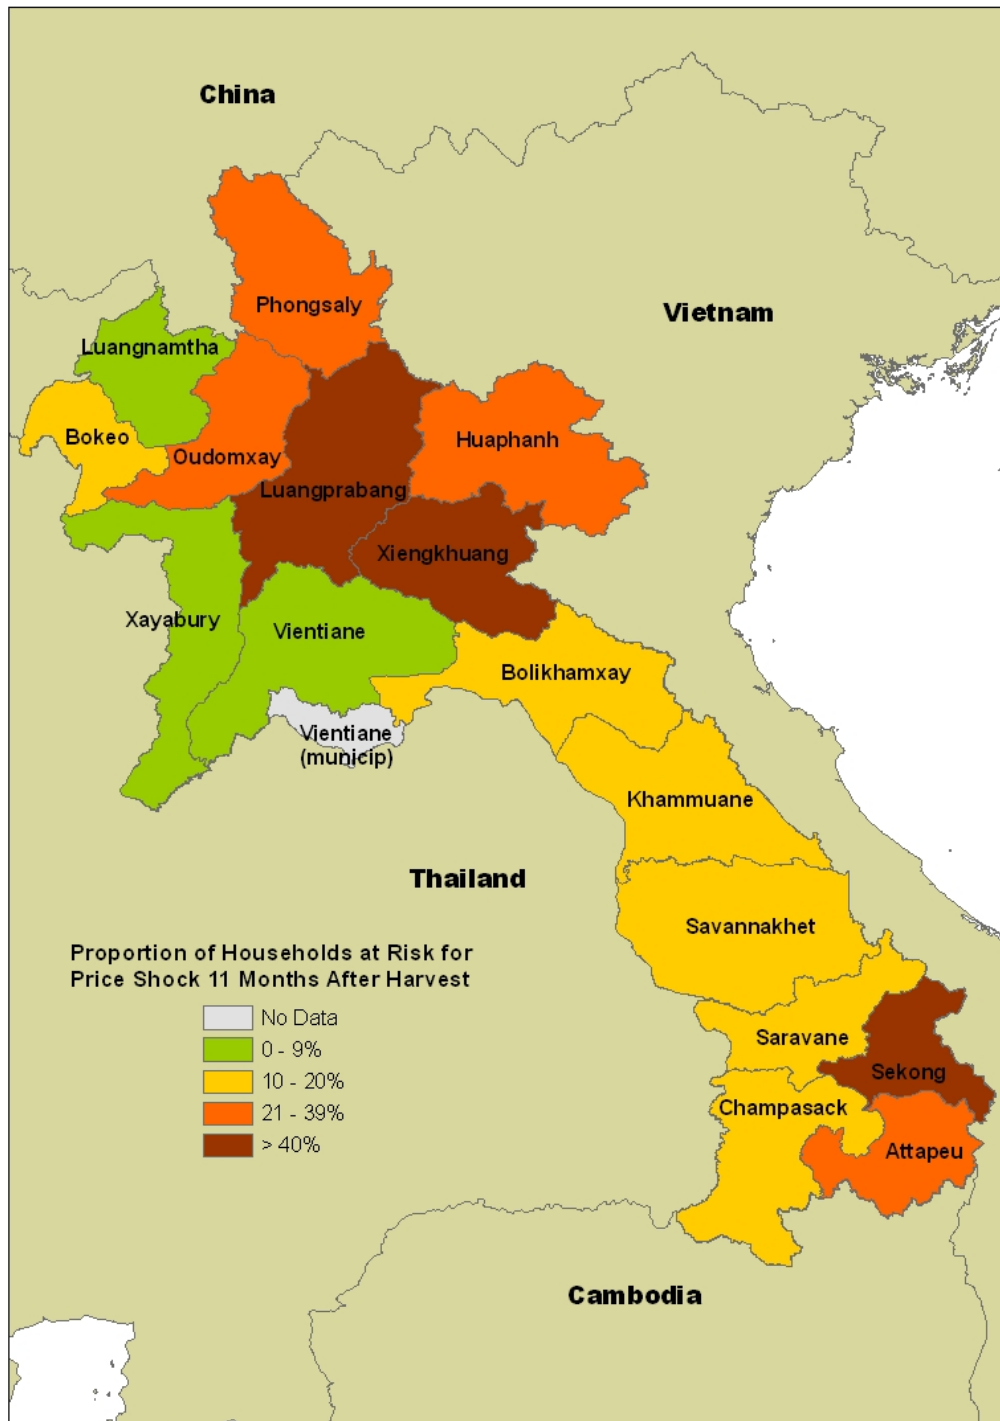 China
Phongsaly
Vietnam
Luangnamtha
Bokeo
Huaphanh
Oudomxay
Luangprabang
Xiengkhuang
Xayabury
Vientiane
Bolikhamxay
Vientiane
(municip)
Khammuane
Thailand
Savannakhet
Proportion of Households at Risk for
Price Shock 11 Months After Harvest
No Data
0 - 9%
10 - 20%
21 - 39%
> 40%
Saravane
Sekong
Champasack
Attapeu
Cambodia